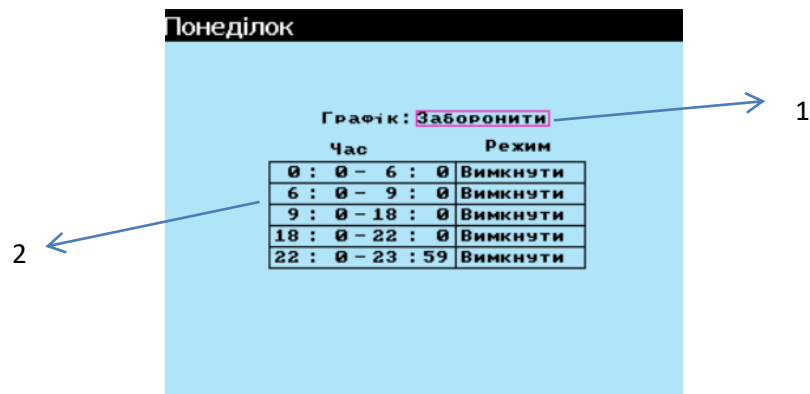 Понеділок
1
Графік: Заборонити
Час Режим
0 : 0 – 6 : 0 Вимкнути
6 : 0 – 9 : 0 Вимкнути
9 : 0 – 18 : 0 Вимкнути
2
18 : 0 – 22 : 0 Вимкнути
22 : 0 – 23 : 59 Вимкнути